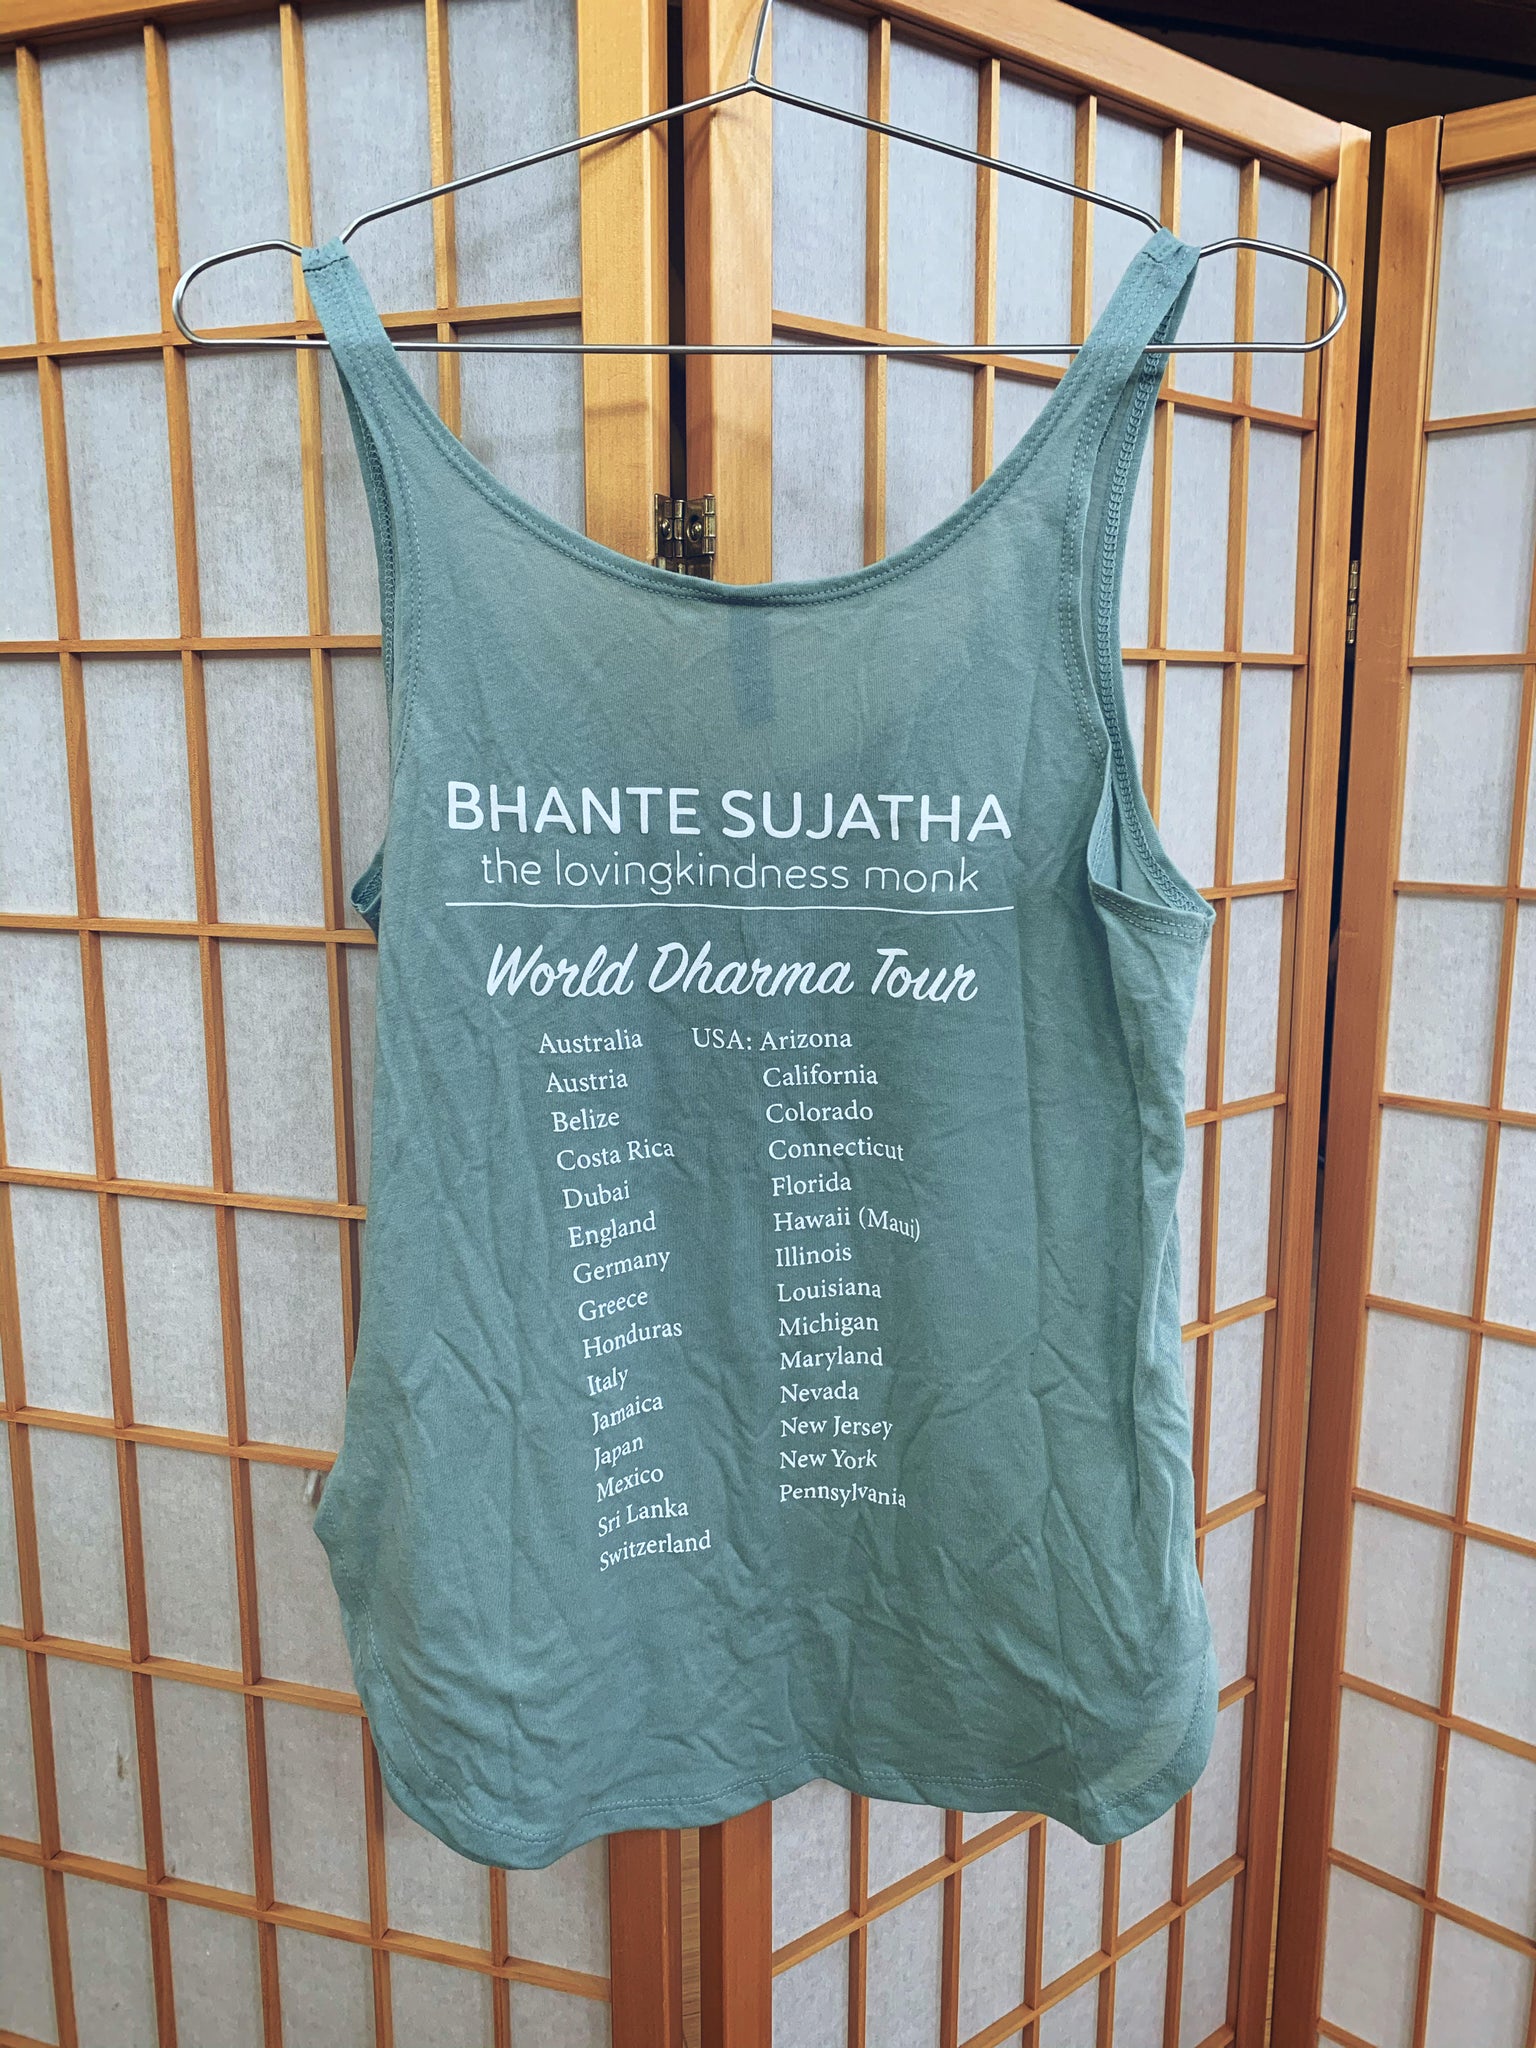 BHANTE SUJATHA
the lovingkindness monk
World Dharma Tour
Australia
Austria
Belize
Costa Rica
Dubai
England
Germany
Greece
Honduras
Italy
Jamaica
Japan
Mexico
Sri Lanka
Switzerland
USA: Arizona
California
Colorado
Connecticut
Florida
Hawaii (Maui)
Illinois
Louisiana
Michigan
Maryland
Nevada
New Jersey
New York
Pennsylvania